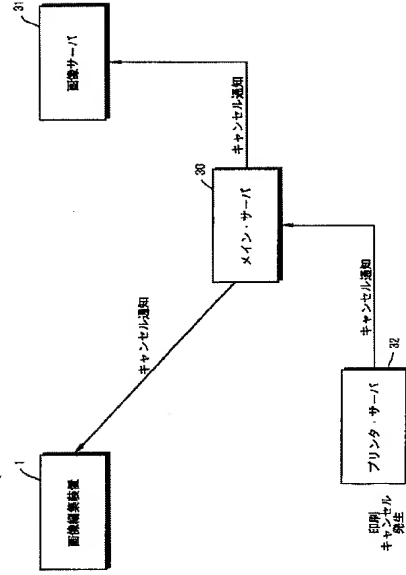 画像編集装置
1
キャンセル通知
メイン・サーバ
30
キャンセル通知
画像サーバ
31
印刷
キャンセル
発生
プリンタ・サーバ
32
キャンセル通知